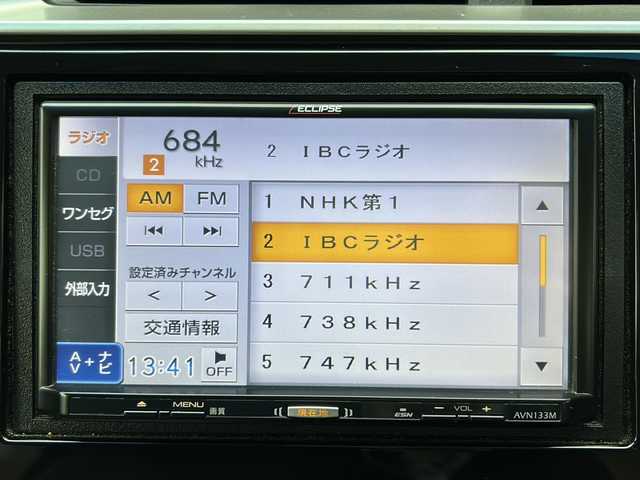 ECLIPSE
ラジオ
CD
ワンセグ
USB
外部入力
AV+ナビ
684
kHz
2
2 IBCラジオ
AM FM
設定済みチャンネル
< >
交通情報
13:41
OFF
1 NHK第1
2 IBCラジオ
3 711kHz
4 738kHz
5 747kHz
MENU
画質
現在地
ESN
− VOL +
AVN133M